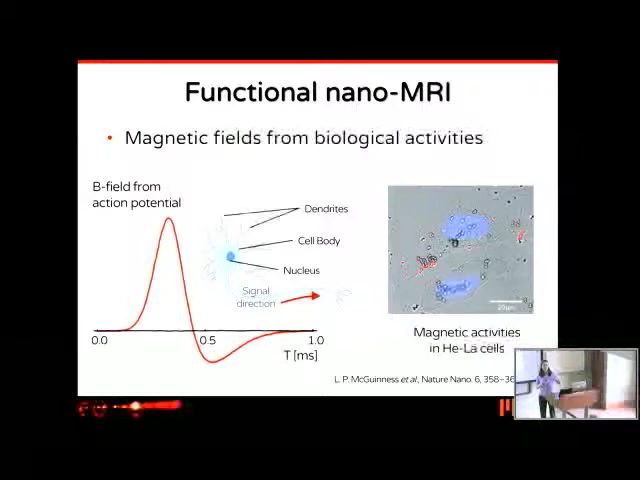 Functional nano-MRI
• Magnetic fields from biological activities
B-field from
action potential
Dendrites
Cell Body
Nucleus
Signal
direction
0.0
0.5
1.0
T [ms]
20μm
Magnetic activities
in He-La cells
L. P. McGuinness et al., Nature Nano. 6, 358–36